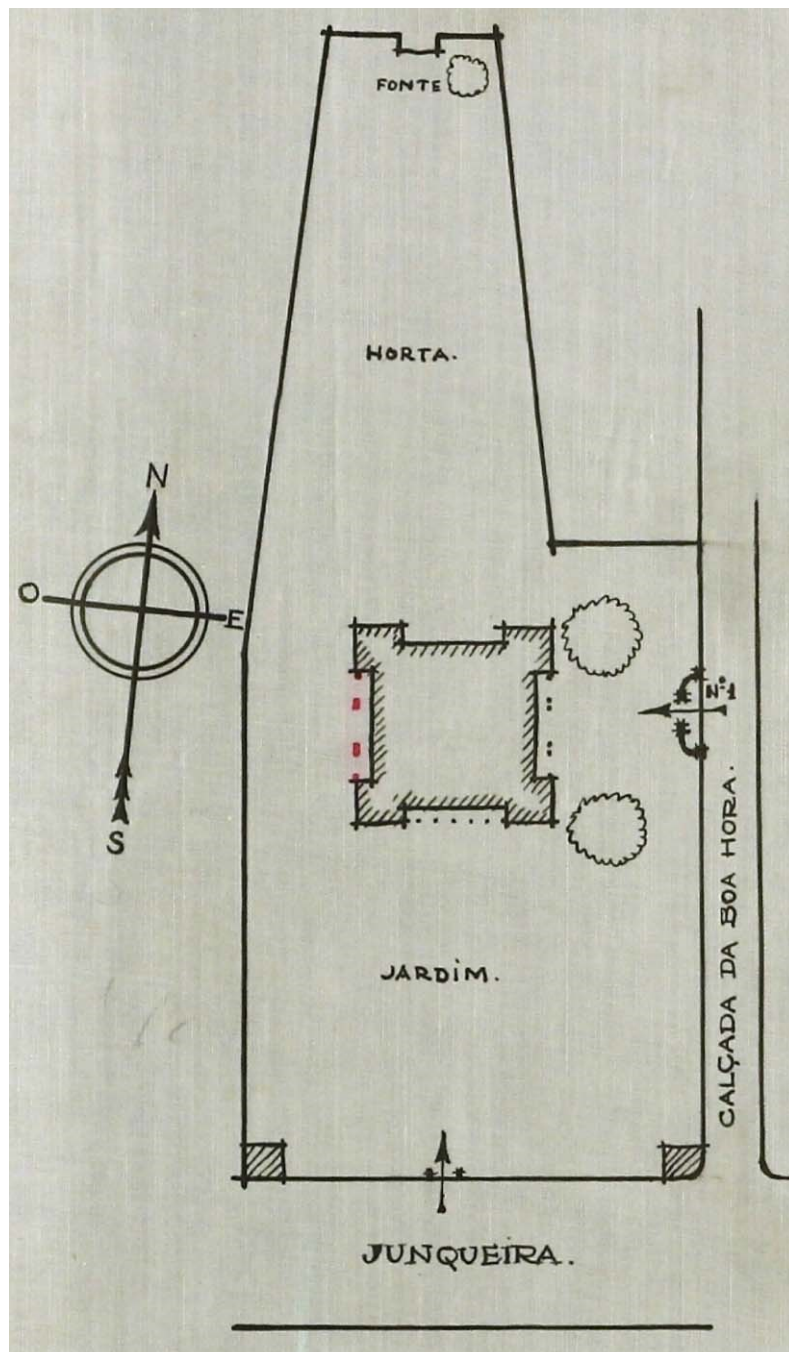 FONTE
HORTA.
N
O
E
S
Nº1
CALÇADA DA BOA HORA.
JARDIM.
JUNQUEIRA.